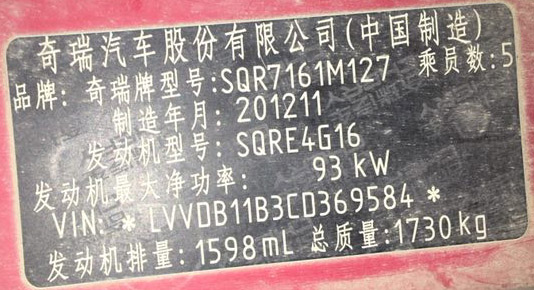 奇瑞汽车股份有限公司(中国制造)
品牌: 奇瑞牌 型号:SQR7161M127 乘员数:5
制造年月: 201211
发动机型号: SQRE4G16
发动机最大净功率: 93 kW
VIN: * LVVDB11B3CD369584 *
发动机排量: 1598mL 总质量:1730kg